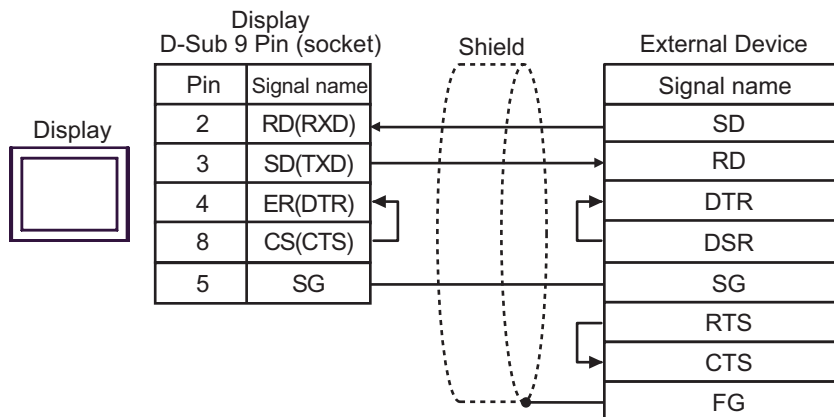 Display
D-Sub 9 Pin (socket)
Shield
External Device
Pin Signal name
Signal name
Display
2 RD(RXD)
SD
3 SD(TXD)
RD
4 ER(DTR)
DTR
8 CS(CTS)
DSR
5 SG
SG
RTS
CTS
FG